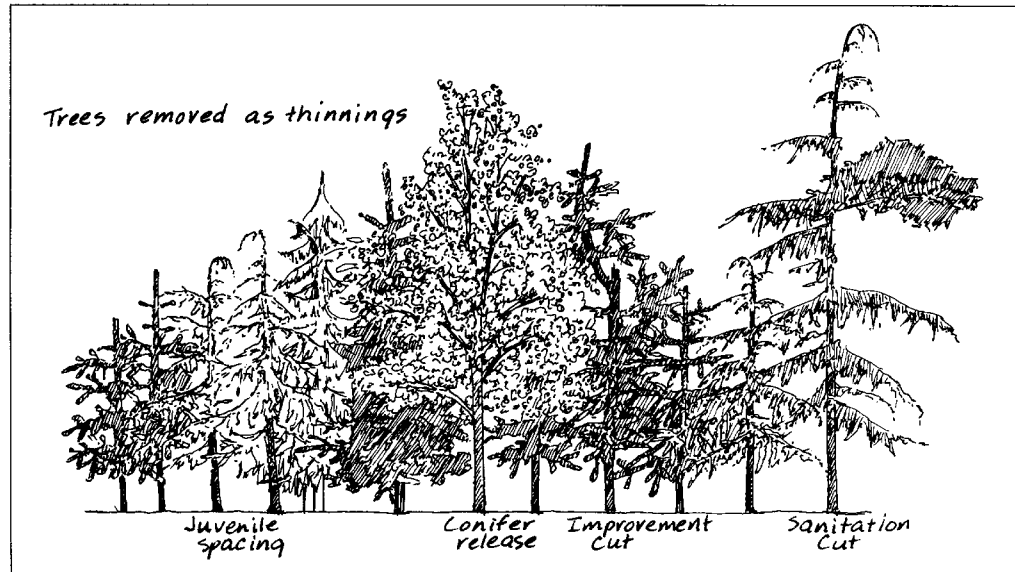 Trees removed as thinnings
Juvenile
spacing
Conifer
release
Improvement
Cut
Sanitation
Cut